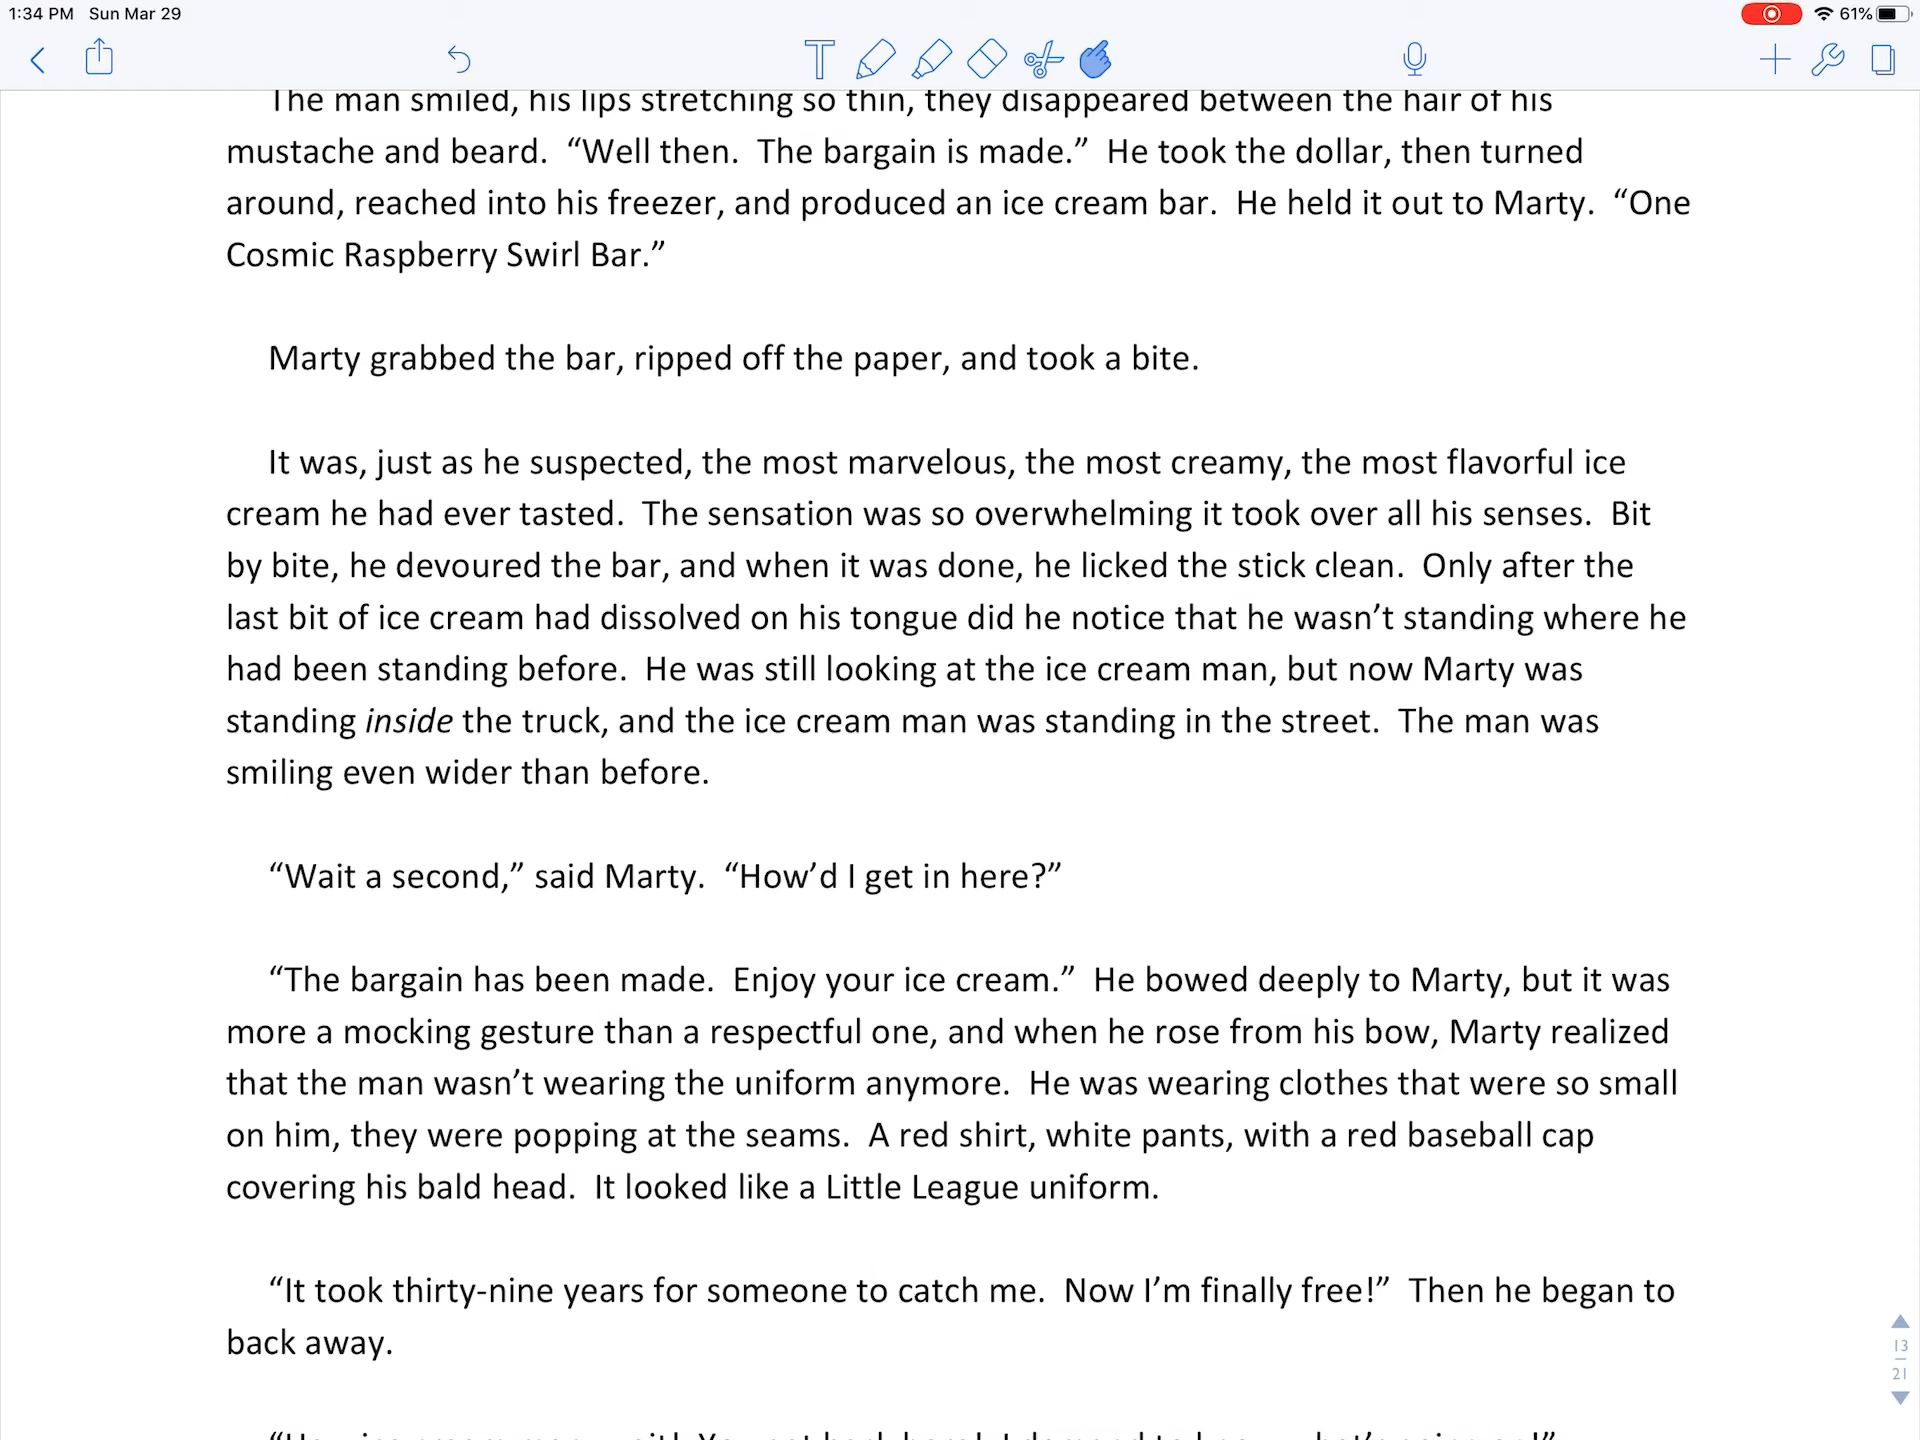 1:34 PM Sun Mar 29
61%
The man smiled, his lips stretching so thin, they disappeared between the hair of his
mustache and beard.  “Well then.  The bargain is made.”  He took the dollar, then turned
around, reached into his freezer, and produced an ice cream bar.  He held it out to Marty.  “One
Cosmic Raspberry Swirl Bar.”
Marty grabbed the bar, ripped off the paper, and took a bite.
It was, just as he suspected, the most marvelous, the most creamy, the most flavorful ice
cream he had ever tasted.  The sensation was so overwhelming it took over all his senses.  Bit
by bite, he devoured the bar, and when it was done, he licked the stick clean.  Only after the
last bit of ice cream had dissolved on his tongue did he notice that he wasn’t standing where he
had been standing before.  He was still looking at the ice cream man, but now Marty was
standing inside the truck, and the ice cream man was standing in the street.  The man was
smiling even wider than before.
“Wait a second,” said Marty.  “How’d I get in here?”
“The bargain has been made.  Enjoy your ice cream.”  He bowed deeply to Marty, but it was
more a mocking gesture than a respectful one, and when he rose from his bow, Marty realized
that the man wasn’t wearing the uniform anymore.  He was wearing clothes that were so small
on him, they were popping at the seams.  A red shirt, white pants, with a red baseball cap
covering his bald head.  It looked like a Little League uniform.
“It took thirty-nine years for someone to catch me.  Now I’m finally free!”  Then he began to
back away.
13
21